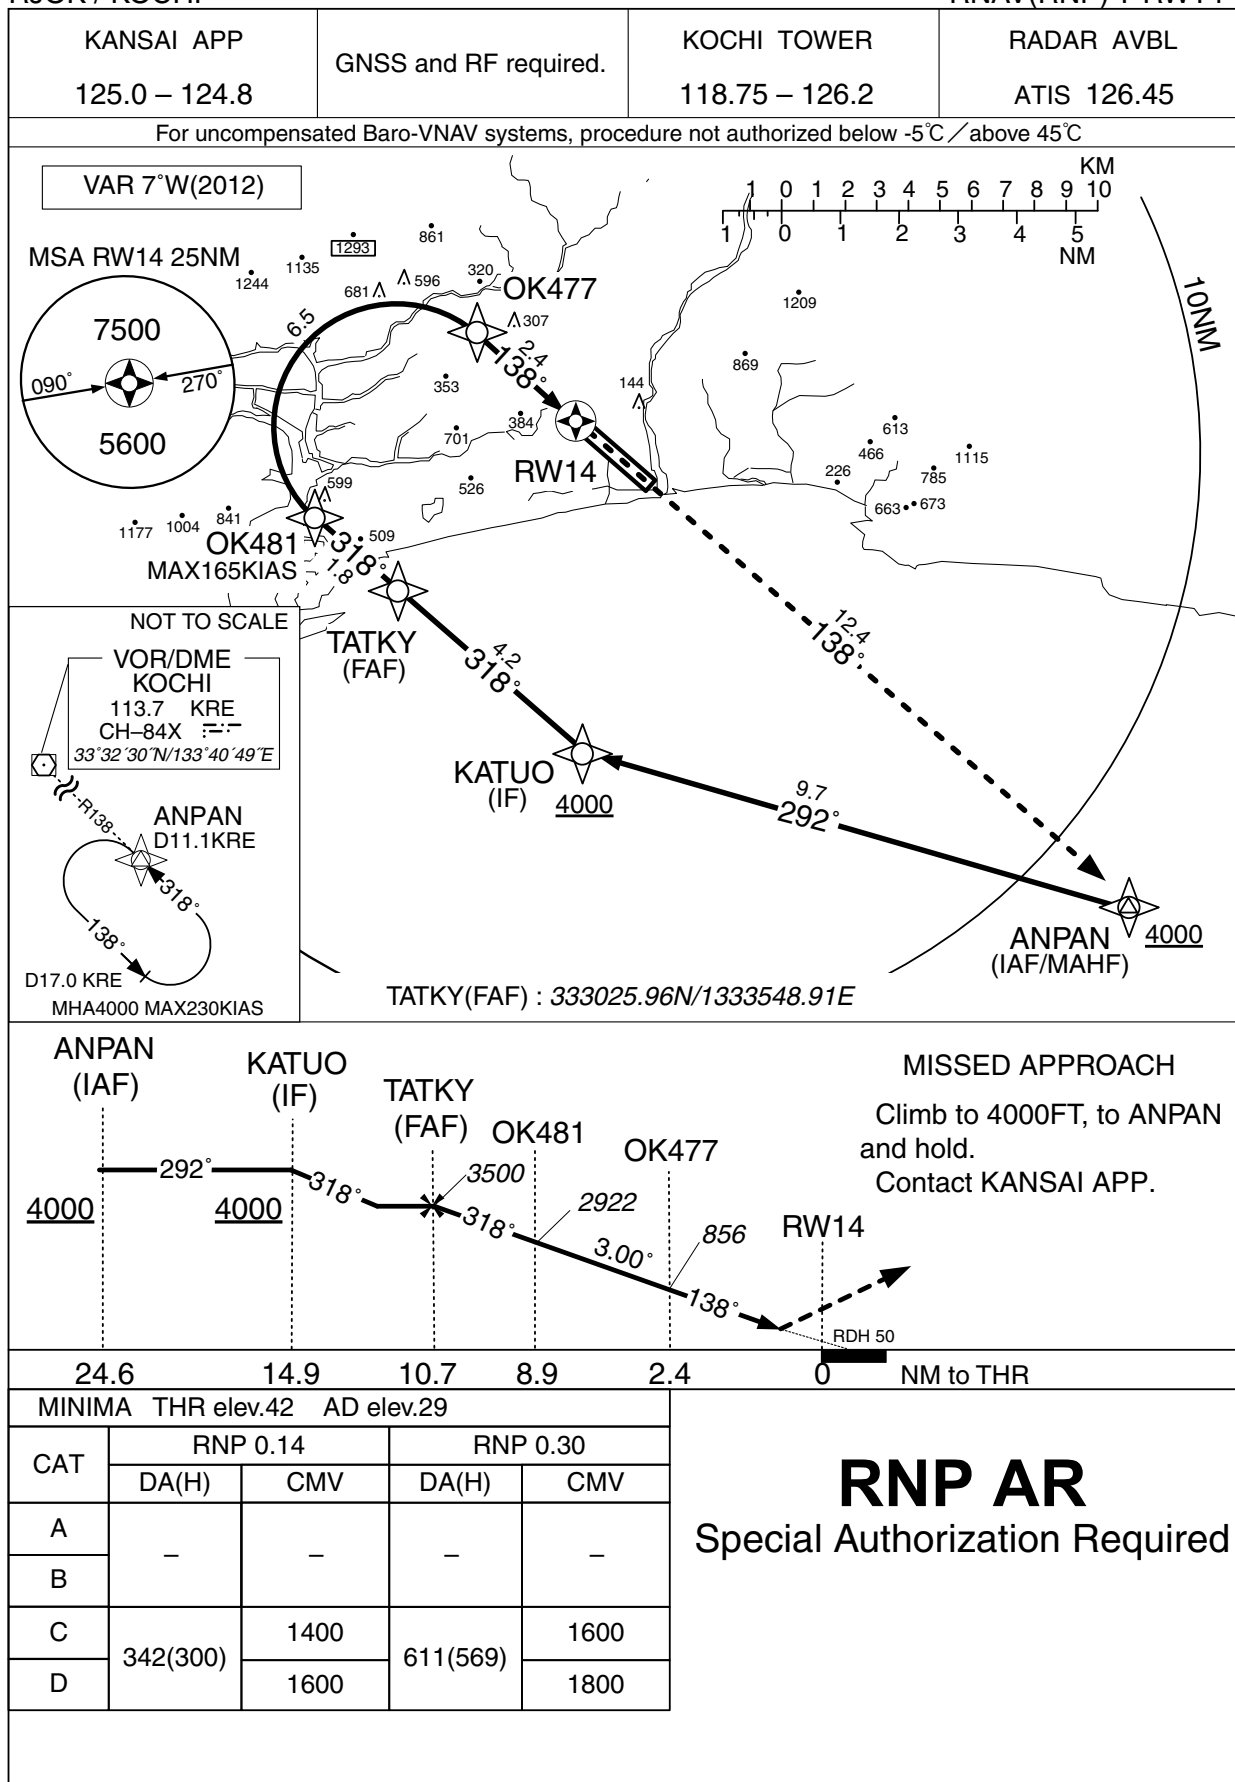 KANSAI APP
125.0 – 124.8
GNSS and RF required.
KOCHI TOWER
118.75 – 126.2
RADAR AVBL
ATIS 126.45
For uncompensated Baro-VNAV systems, procedure not authorized below -5℃／above 45℃
VAR 7°W(2012)
KM
1 0 1 2 3 4 5 6 7 8 9 10
1 0 1 2 3 4 5
NM
MSA RW14 25NM
7500
090°
270°
5600
1244
1135
1293
861
681
596
320
OK477
307
6.5
2.4
138°
353
384
701
526
144
RW14
1209
869
10NM
613
466
1115
785
226
663
673
599
1177
1004
841
509
OK481
MAX165KIAS
318°
1.8
TATKY
(FAF)
4.2
318°
KATUO
(IF)
4000
9.7
292°
12.4
138°
ANPAN
(IAF/MAHF)
4000
NOT TO SCALE
VOR/DME
KOCHI
113.7 KRE
CH–84X
33°32´30˝N/133°40´49˝E
R138
ANPAN
D11.1KRE
318°
138°
D17.0 KRE
MHA4000 MAX230KIAS
TATKY(FAF) : 333025.96N/1333548.91E
ANPAN
(IAF)
KATUO
(IF)
TATKY
(FAF)
OK481
OK477
RW14
292°
4000
4000
318°
3500
318°
2922
3.00°
856
138°
RDH 50
MISSED APPROACH
Climb to 4000FT, to ANPAN
and hold.
Contact KANSAI APP.
24.6 14.9 10.7 8.9 2.4 0 NM to THR
MINIMA THR elev.42 AD elev.29
CAT
RNP 0.14
RNP 0.30
DA(H) CMV DA(H) CMV
A
B
– – – –
C
D
342(300)
1400
1600
611(569)
1600
1800
RNP AR
Special Authorization Required